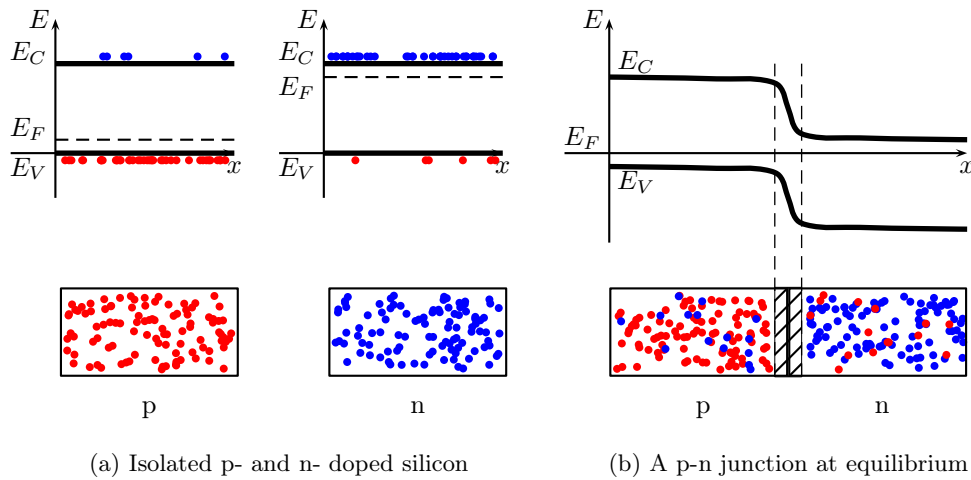 E
E_C
E_F
E_V
x
p
E
E_C
E_F
E_V
x
n
(a) Isolated p- and n- doped silicon
E
E_C
E_F
E_V
x
p
n
(b) A p-n junction at equilibrium